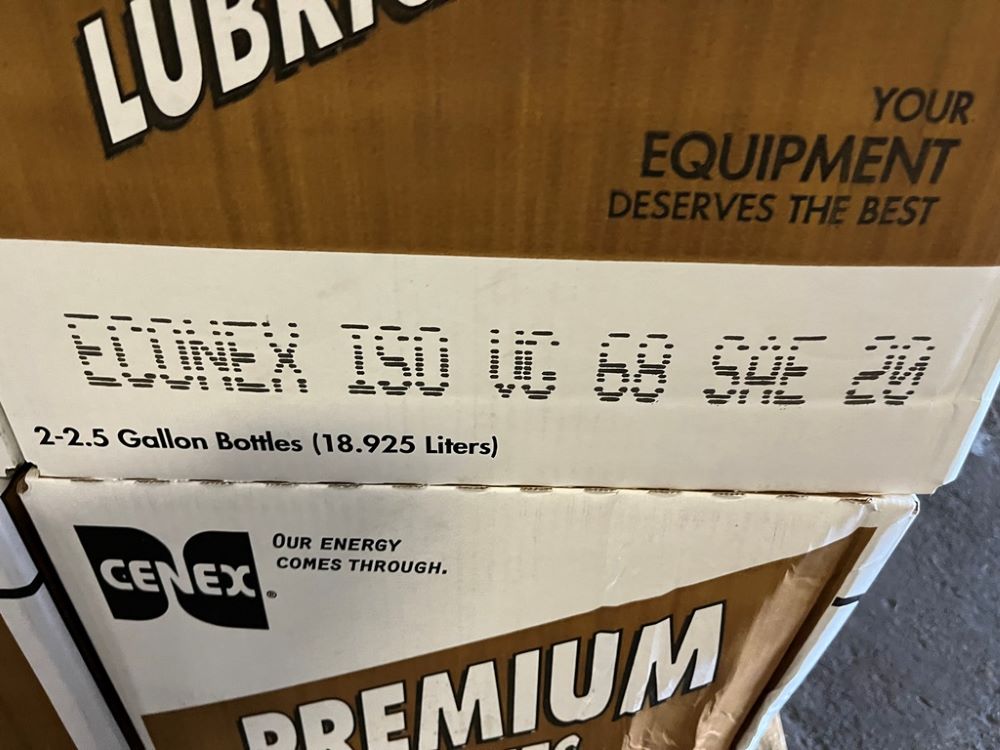 LUBRIC
YOUR
EQUIPMENT
DESERVES THE BEST
ECONEX ISO VG 68 SAE 20
2-2.5 Gallon Bottles (18.925 Liters)
CENEX®
OUR ENERGY
COMES THROUGH.
PREMIUM